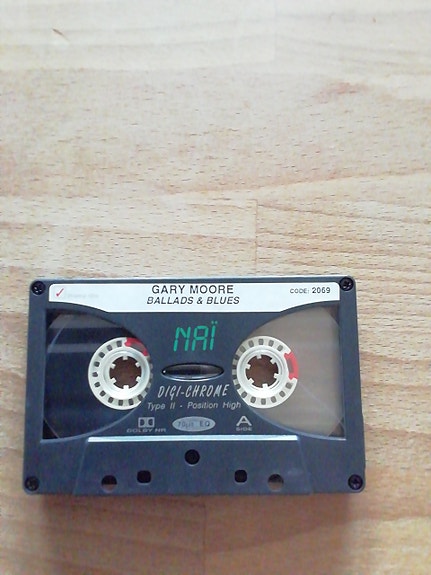 GARY MOORE
BALLADS & BLUES
CODE: 2069
NAÏ
DIGI-CHROME
Type II - Position High
DOLBY NR
70µs EQ
A
SIDE